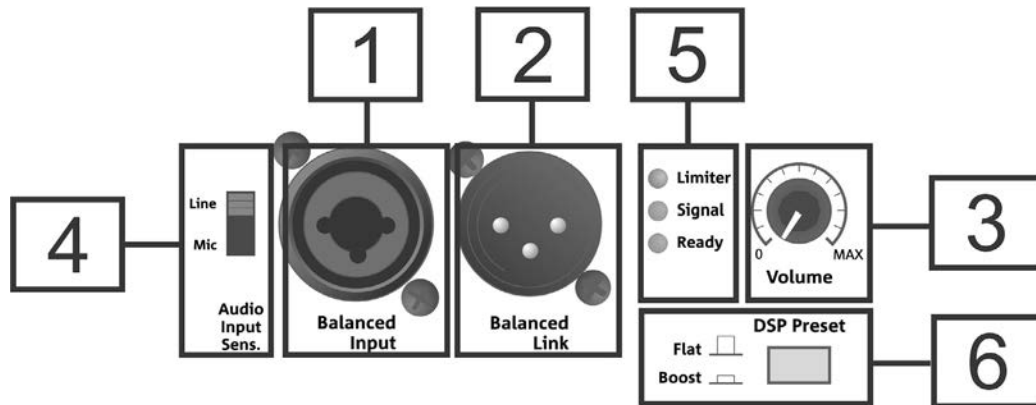 1
2
5
4
3
6
Line
Mic
Audio
Input
Sens.
Balanced
Input
Balanced
Link
Limiter
Signal
Ready
0
MAX
Volume
DSP Preset
Flat
Boost